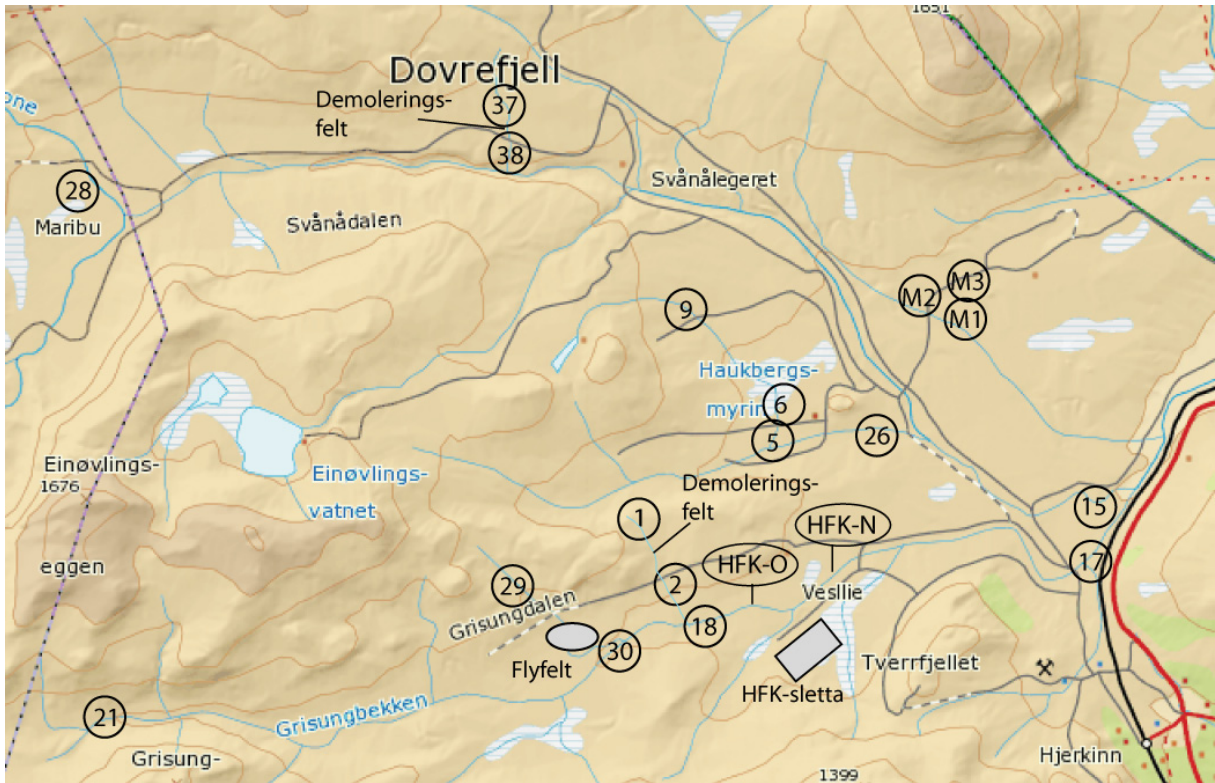 1651
Dovrefjell
one
Demolerings-
felt
37
38
28
Maribu
Svånålegeret
Svånådalen
M2
M3
M1
9
Haukbergs-
myrin
6
5
26
Einøvlings-
1676
eggen
Einøvlings-
vatnet
Demolerings-
felt
1
HFK-N
15
17
HFK-O
2
29
Grisungdalen
Vesllie
18
30
Flyfelt
HFK-sletta
Tverrfjellet
21
Grisungbekken
Grisung-
1399
Hjerkinn